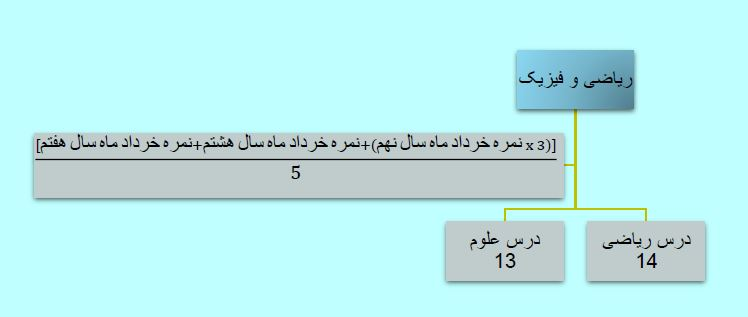 ریاضی و فیزیک
[(3 x نمره خرداد ماه سال نهم)+نمره خرداد ماه سال هشتم+نمره خرداد ماه سال هفتم]
5
درس ریاضی
14
درس علوم
13